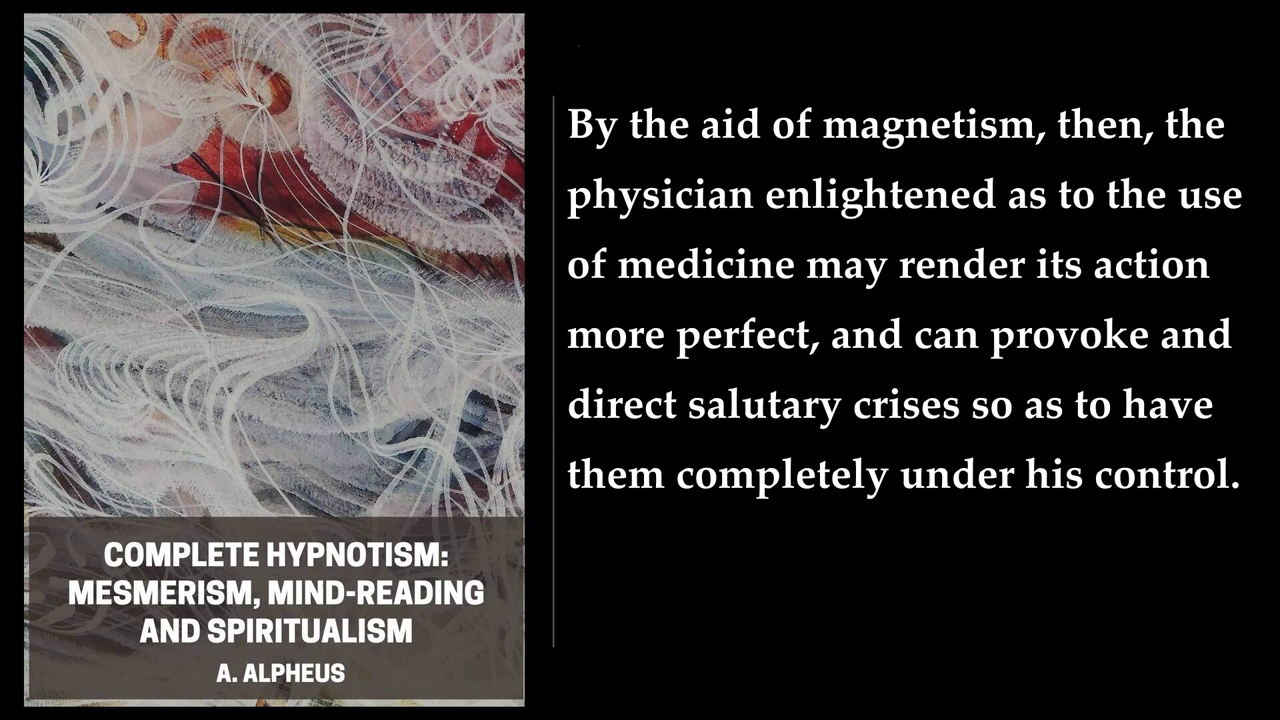 COMPLETE HYPNOTISM:
MESMERISM, MIND-READING
AND SPIRITUALISM
A. ALPHEUS
By the aid of magnetism, then, the
physician enlightened as to the use
of medicine may render its action
more perfect, and can provoke and
direct salutary crises so as to have
them completely under his control.